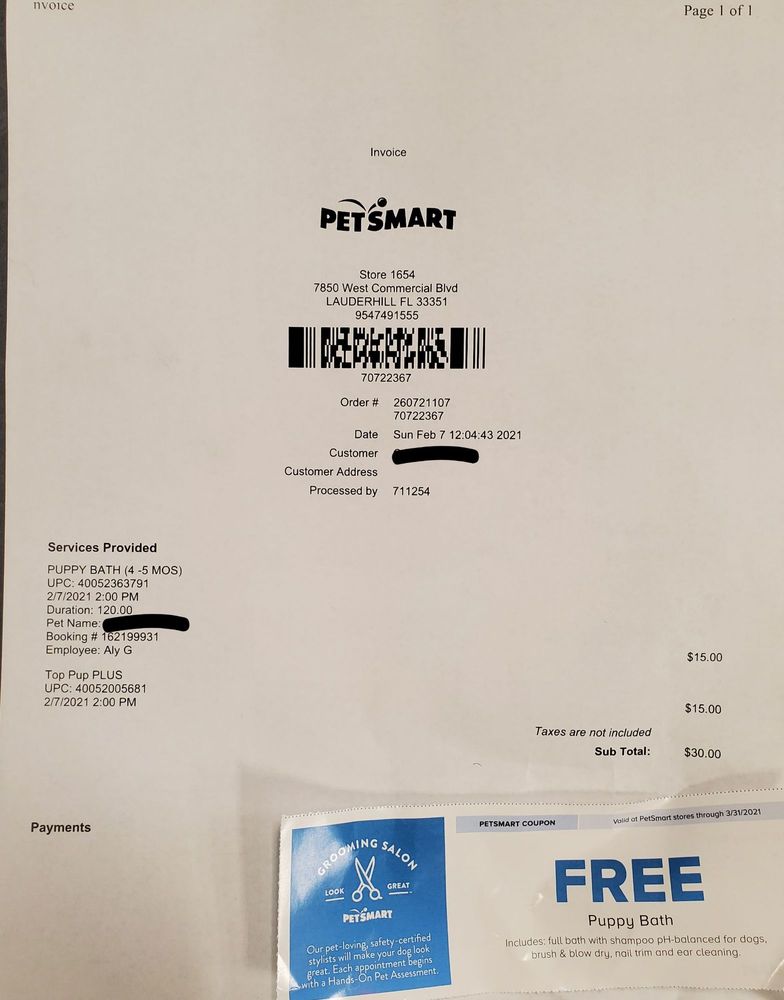 nvoice
Page 1 of 1
Invoice
PETSMART
Store 1654
7850 West Commercial Blvd
LAUDERHILL FL 33351
9547491555
70722367
Order # 260721107
70722367
Date Sun Feb 7 12:04:43 2021
Customer
Customer Address
Processed by 711254
Services Provided
PUPPY BATH (4 -5 MOS)
UPC: 40052363791
2/7/2021 2:00 PM
Duration: 120.00
Pet Name:
Booking # 162199931
Employee: Aly G
$15.00
Top Pup PLUS
UPC: 40052005681
2/7/2021 2:00 PM
$15.00
Taxes are not included
Sub Total: $30.00
Payments
PETSMART COUPON
Valid at PetSmart stores through 3/31/2021
GROOMING SALON
LOOK GREAT
PETSMART
Our pet-loving, safety-certified
stylists will make your dog look
great. Each appointment begins
with a Hands-On Pet Assessment.
FREE
Puppy Bath
Includes: full bath with shampoo pH-balanced for dogs,
brush & blow dry, nail trim and ear cleaning.